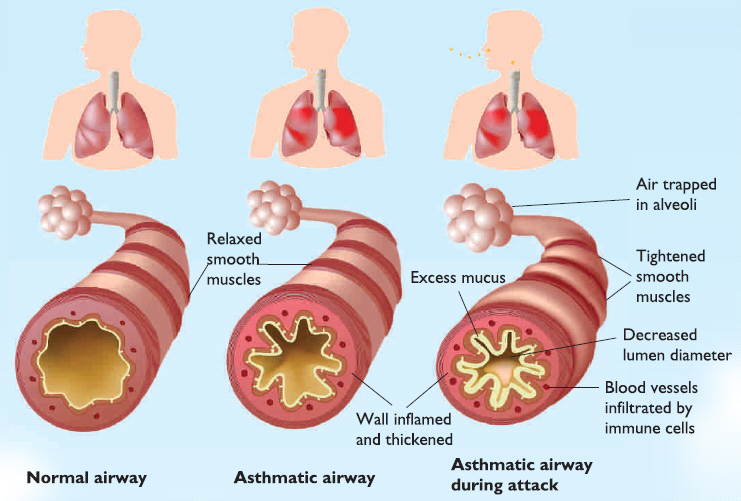 Air trapped
in alveoli
Relaxed
smooth
muscles
Tightened
smooth
muscles
Excess mucus
Decreased
lumen diameter
Blood vessels
infiltrated by
immune cells
Wall inflamed
and thickened
Normal airway
Asthmatic airway
Asthmatic airway
during attack